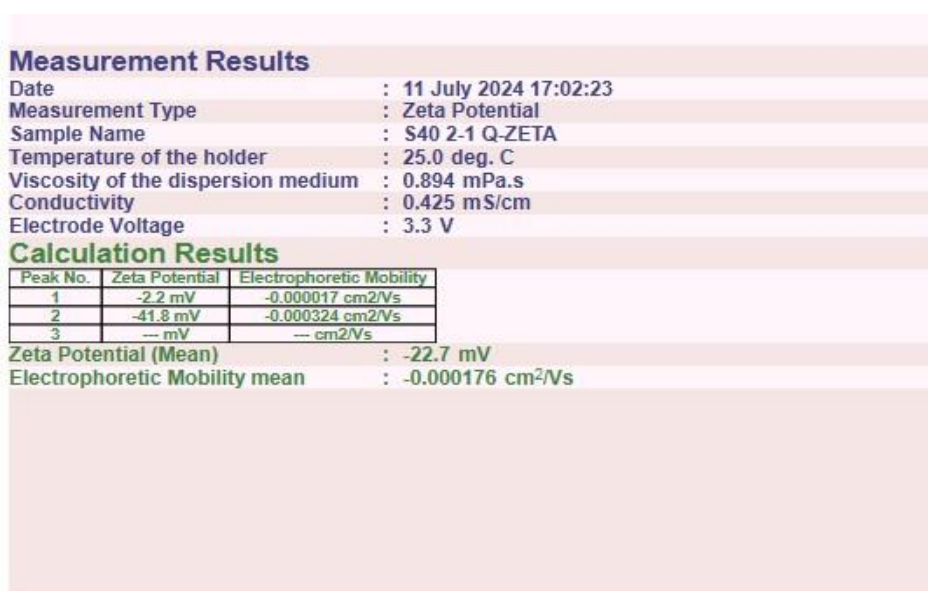 Measurement Results
Date : 11 July 2024 17:02:23
Measurement Type : Zeta Potential
Sample Name : S40 2-1 Q-ZETA
Temperature of the holder : 25.0 deg. C
Viscosity of the dispersion medium : 0.894 mPa.s
Conductivity : 0.425 mS/cm
Electrode Voltage : 3.3 V
Calculation Results
Peak No. Zeta Potential Electrophoretic Mobility
1 -2.2 mV -0.000017 cm2/Vs
2 -41.8 mV -0.000324 cm2/Vs
3 --- mV --- cm2/Vs
Zeta Potential (Mean) : -22.7 mV
Electrophoretic Mobility mean : -0.000176 cm²/Vs